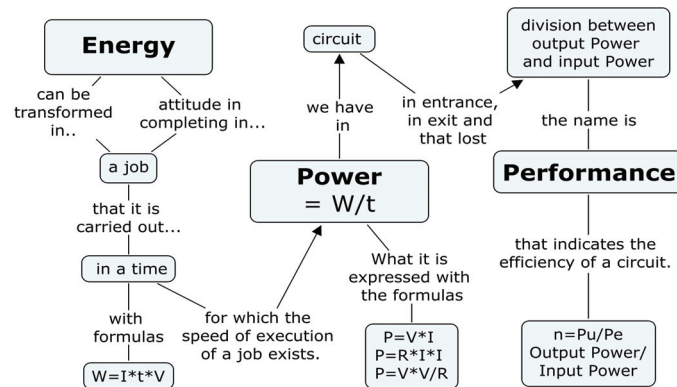 Energy
can be
transformed
in..
attitude in
completing in...
a job
that it is
carried out...
in a time
with
formulas
W=I*t*V
for which the
speed of execution
of a job exists.
circuit
we have
in
Power
= W/t
What it is
expressed with
the formulas
P=V*I
P=R*I*I
P=V*V/R
in entrance,
in exit and
that lost
division between
output Power
and input Power
the name is
Performance
that indicates the
efficiency of a circuit.
n=Pu/Pe
Output Power/
Input Power